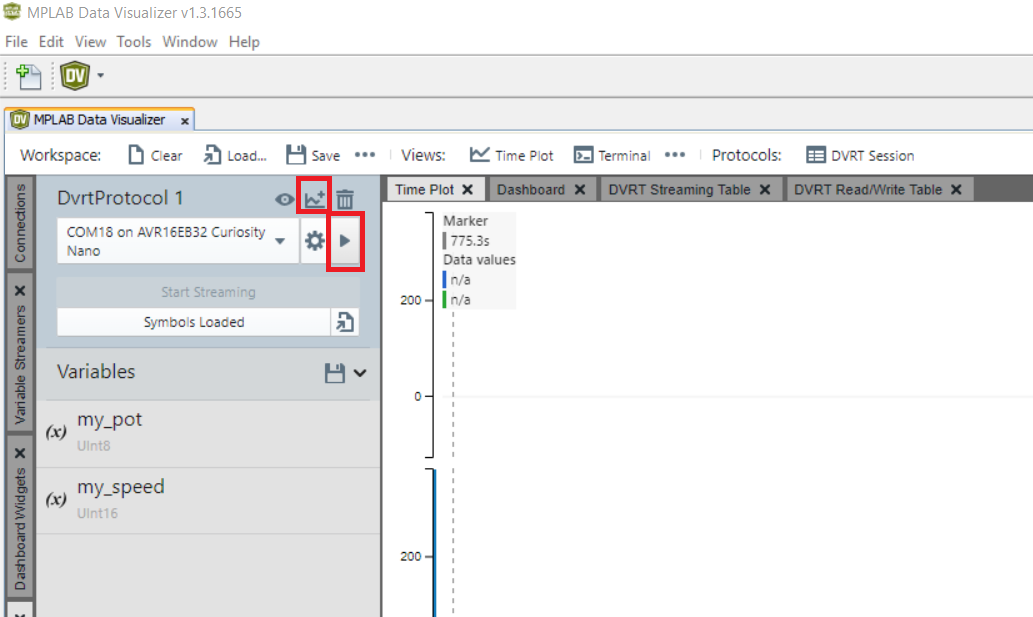 MPLAB Data Visualizer v1.3.1665
File Edit View Tools Window Help
DV
DV MPLAB Data Visualizer
Workspace: Clear Load... Save Views: Time Plot Terminal Protocols: DVRT Session
Connections
Variable Streamers
Dashboard Widgets
DvrtProtocol 1
COM18 on AVR16EB32 Curiosity
Nano
Start Streaming
Symbols Loaded
Variables
(x) my_pot
UInt8
(x) my_speed
UInt16
Time Plot Dashboard DVRT Streaming Table DVRT Read/Write Table
Marker
775.3s
Data values
n/a
n/a
200
0
200